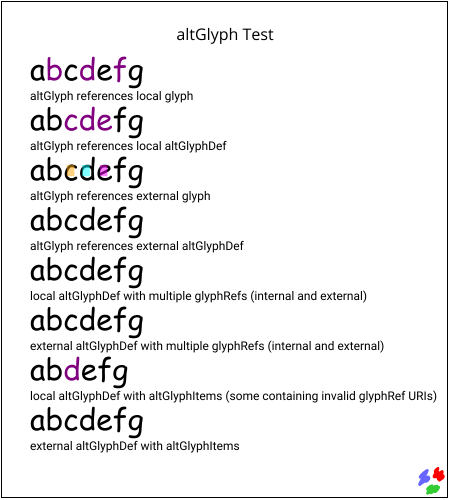 altGlyph Test
abcdefg
altGlyph references local glyph
abcdefg
altGlyph references local altGlyphDef
abcdefg
altGlyph references external glyph
abcdefg
altGlyph references external altGlyphDef
abcdefg
local altGlyphDef with multiple glyphRefs (internal and external)
abcdefg
external altGlyphDef with multiple glyphRefs (internal and external)
abdefg
local altGlyphDef with altGlyphItems (some containing invalid glyphRef URIs)
abcdefg
external altGlyphDef with altGlyphItems